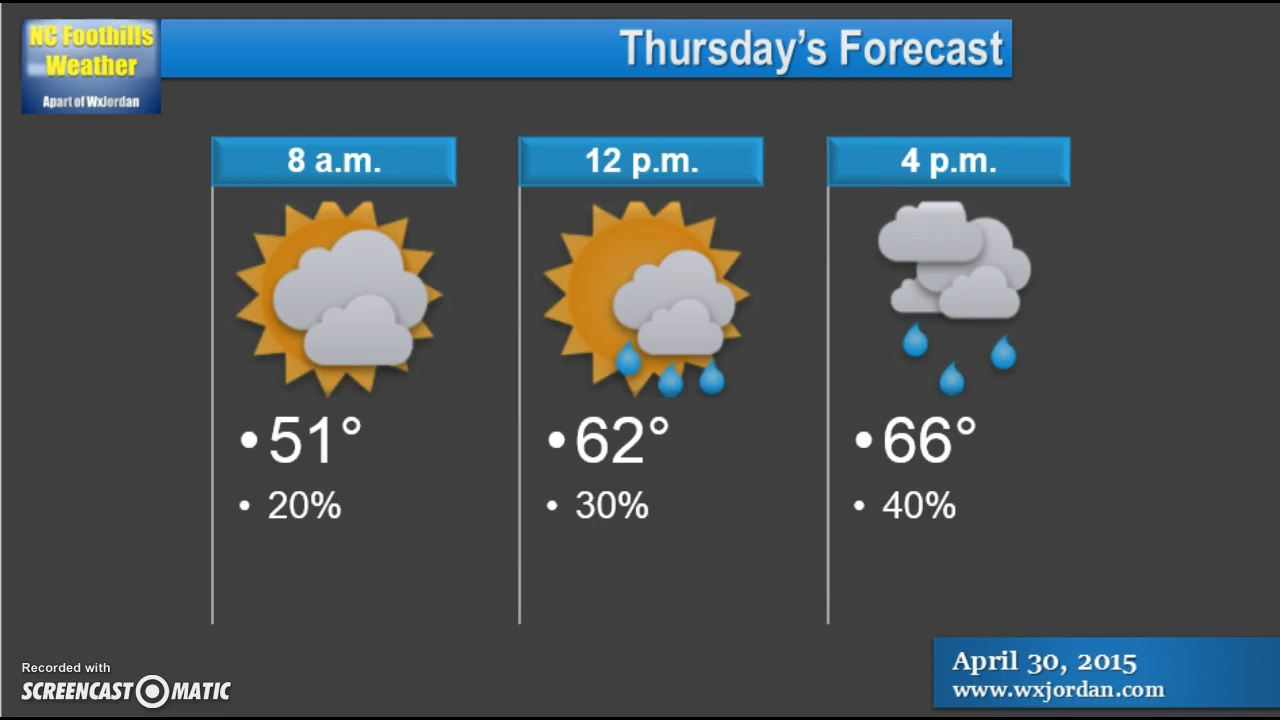 NC Foothills
Weather
Apart of WxJordan
Thursday's Forecast
8 a.m.
12 p.m.
4 p.m.
•51°
•62°
•66°
• 20%
• 30%
• 40%
Recorded with
SCREENCAST O MATIC
April 30, 2015
www.wxjordan.com